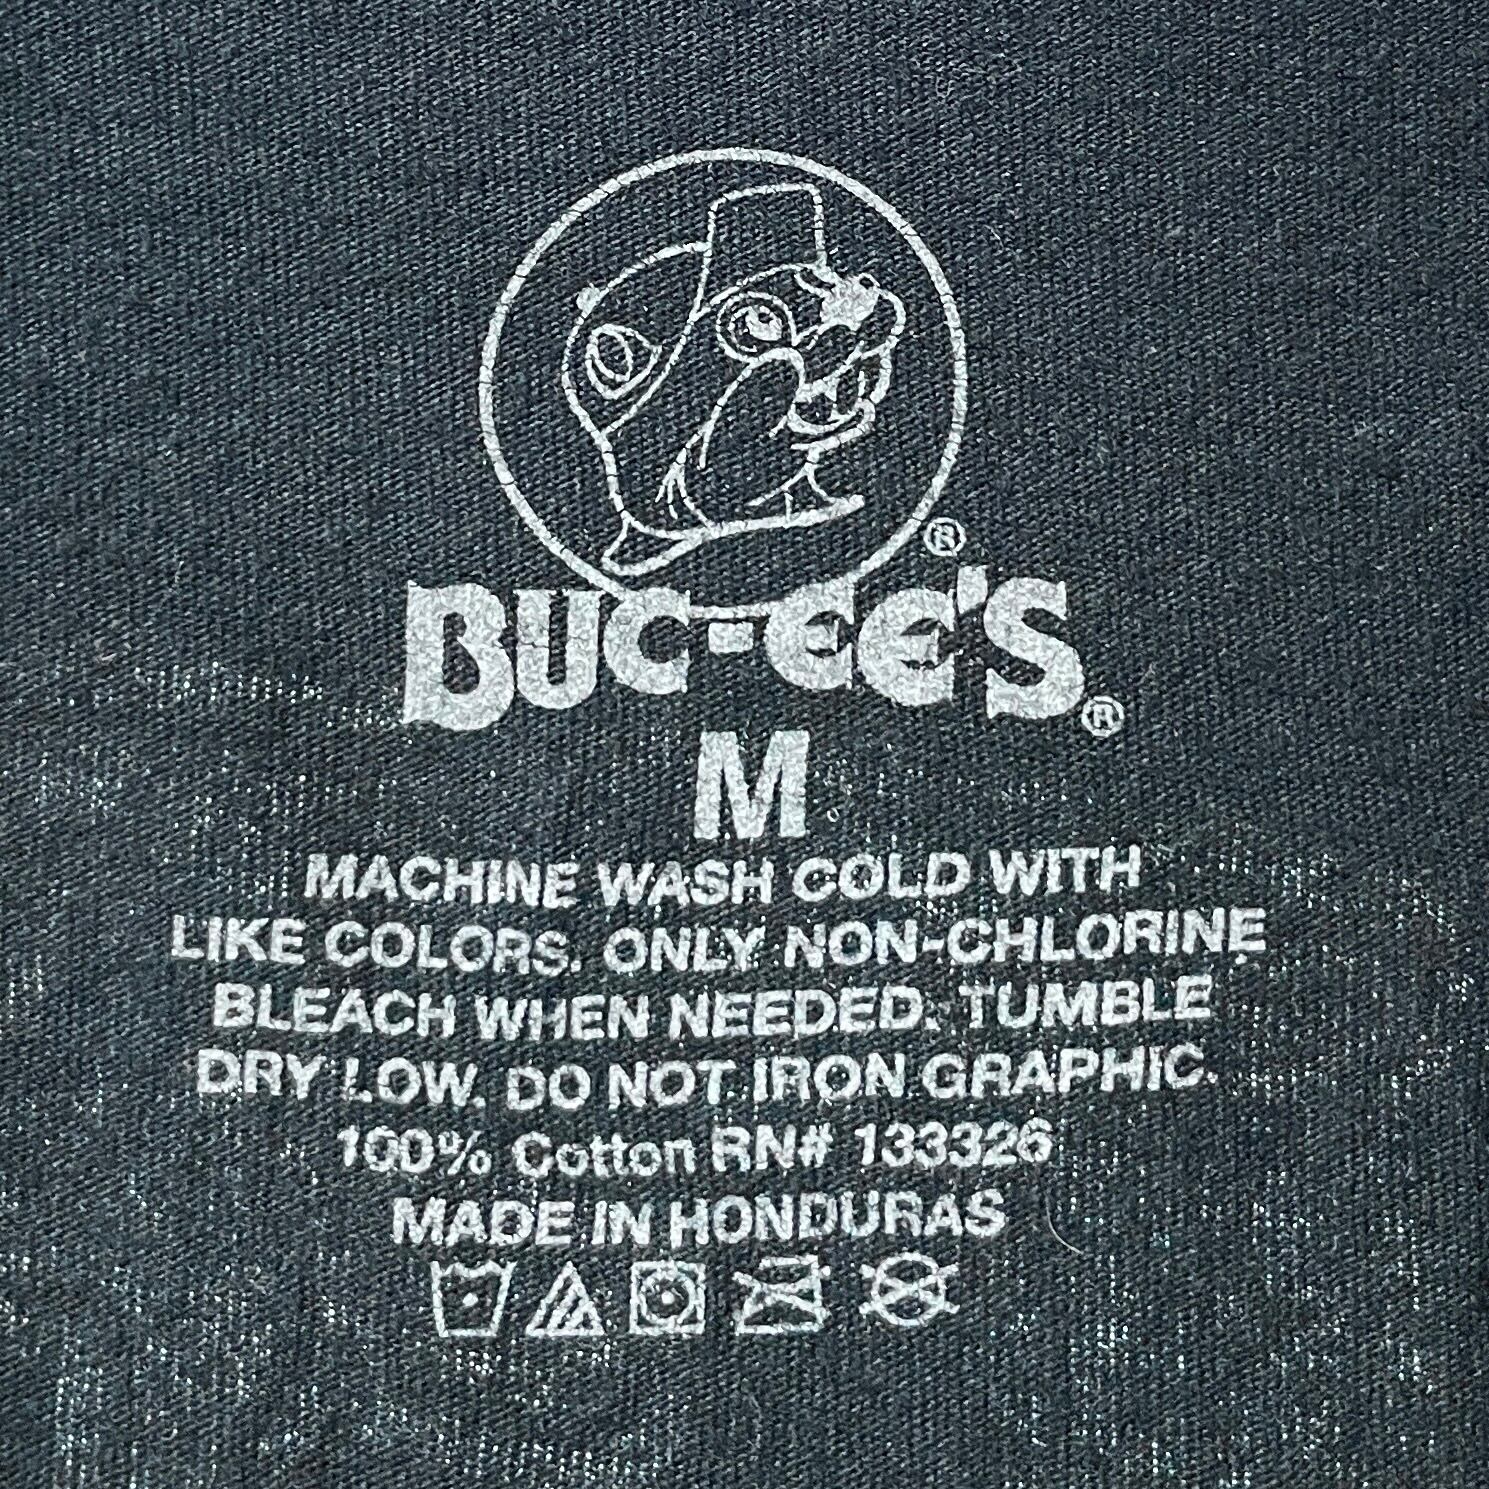 ®
BUC-EE'S®
M
MACHINE WASH COLD WITH
LIKE COLORS. ONLY NON-CHLORINE
BLEACH WHEN NEEDED. TUMBLE
DRY LOW. DO NOT IRON GRAPHIC.
100% Cotton RN# 133326
MADE IN HONDURAS